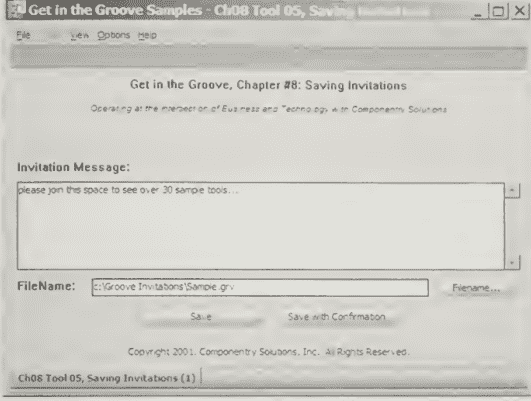 Get in the Groove Samples - Ch08 Tool 05, Saving
File View Options Help
Get in the Groove, Chapter #8: Saving Invitations
Operating at the Intersection of Business and Technology with Componentry Solutions
Invitation Message:
please join this space to see over 30 sample tools...
FileName: c:\Groove Invitations\Sample.grv Filename...
Save Save with Confirmation
Copyright 2001, Componentry Solutions, Inc. All Rights Reserved.
Ch08 Tool 05, Saving Invitations (1)